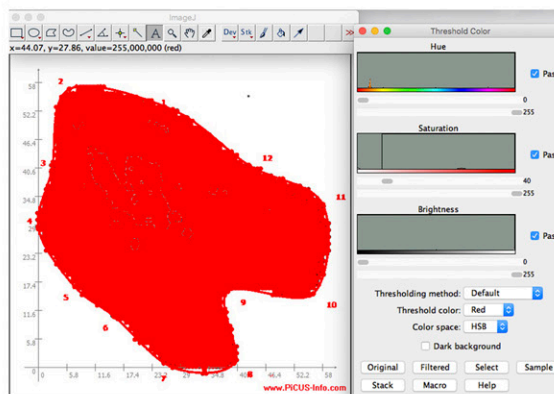 ImageJ
Dev Stk
x=44.07, y=27.86, value=255,000,000 (red)
58
52.2
46.4
40.6
34.8
29
23.2
17.4
11.6
5.8
0
0 5.8 11.6 17.4 23.2 29 34.8 40.6 46.4 52.2 58
1
2
3
4
5
6
7
8
9
10
11
12
www.PiCUS-Info.com
Threshold Color
Hue
Pas
0
255
Saturation
Pas
40
255
Brightness
Pas
0
255
Thresholding method: Default
Threshold color: Red
Color space: HSB
Dark background
Original Filtered Select Sample
Stack Macro Help